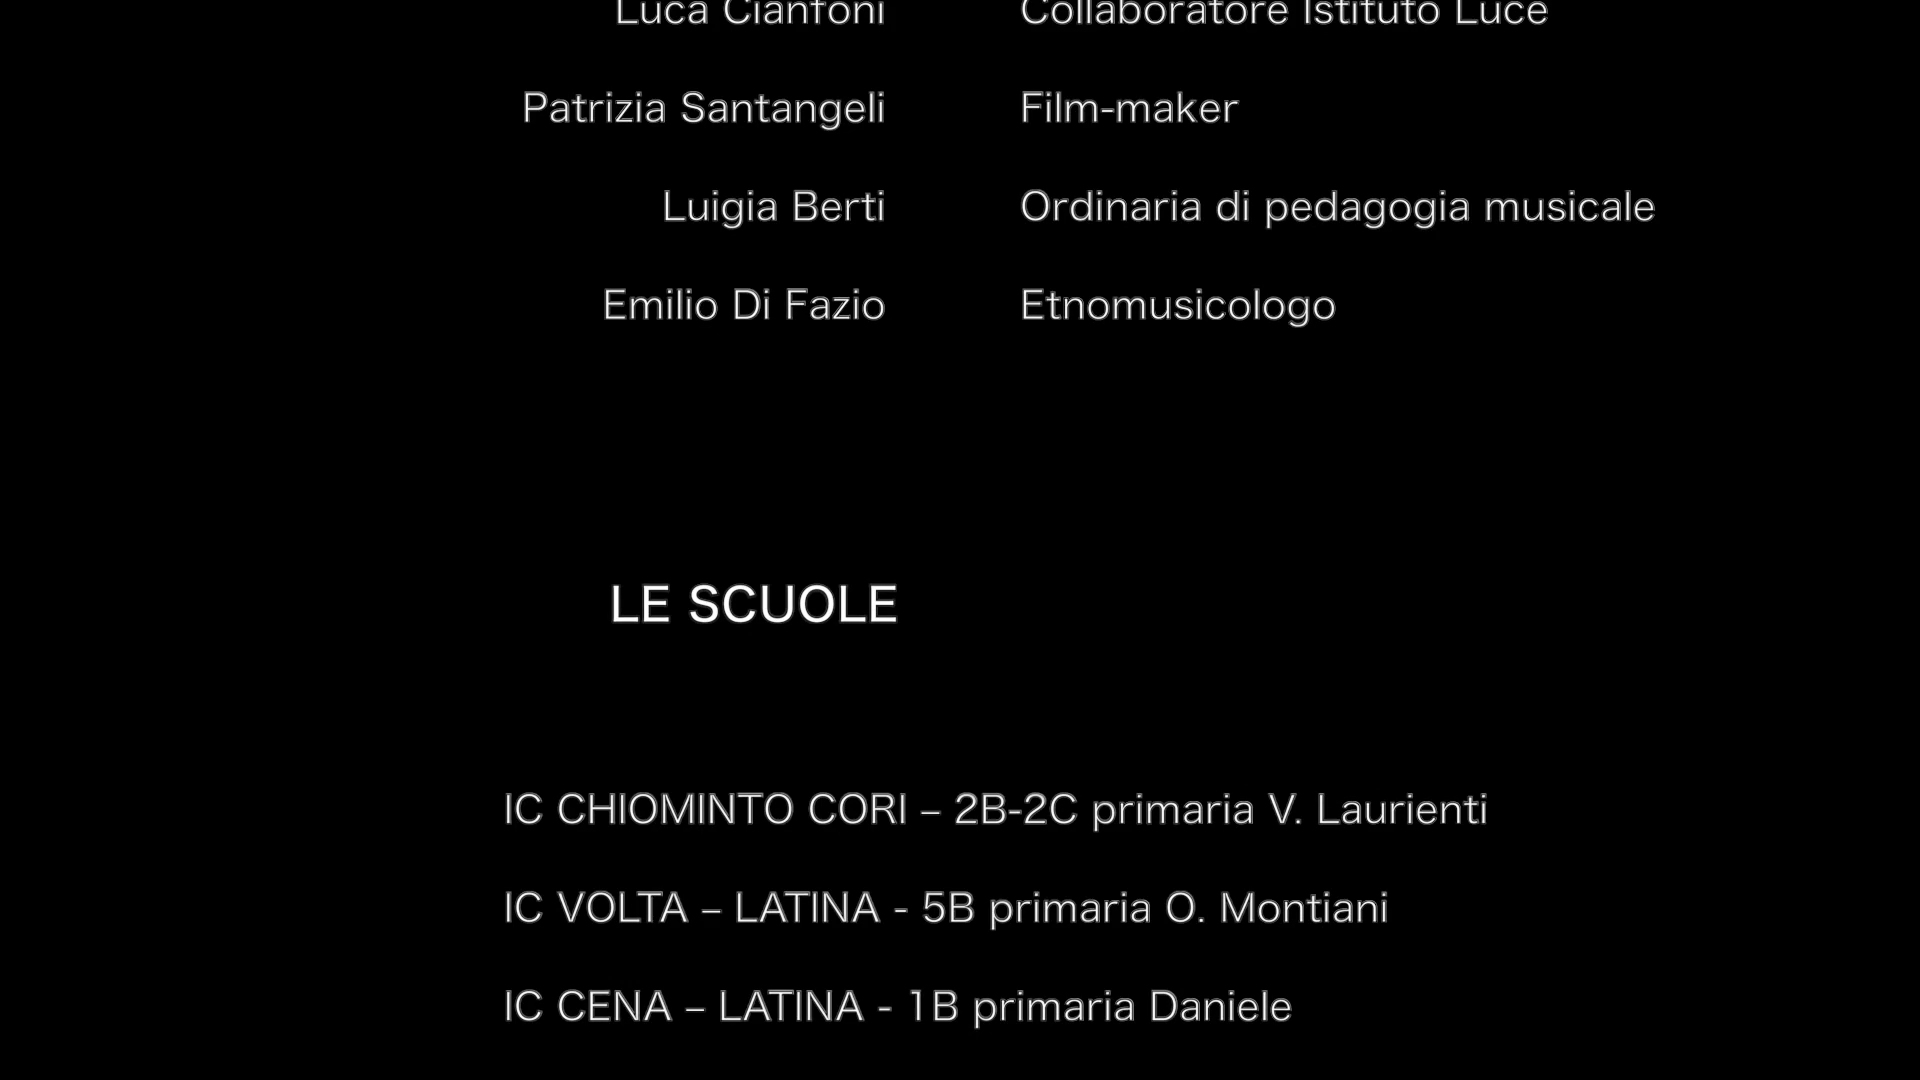 Luca Cianfoni Collaboratore Istituto Luce
Patrizia Santangeli Film-maker
Luigia Berti Ordinaria di pedagogia musicale
Emilio Di Fazio Etnomusicologo
LE SCUOLE
IC CHIOMINTO CORI – 2B-2C primaria V. Laurienti
IC VOLTA – LATINA - 5B primaria O. Montiani
IC CENA – LATINA - 1B primaria Daniele